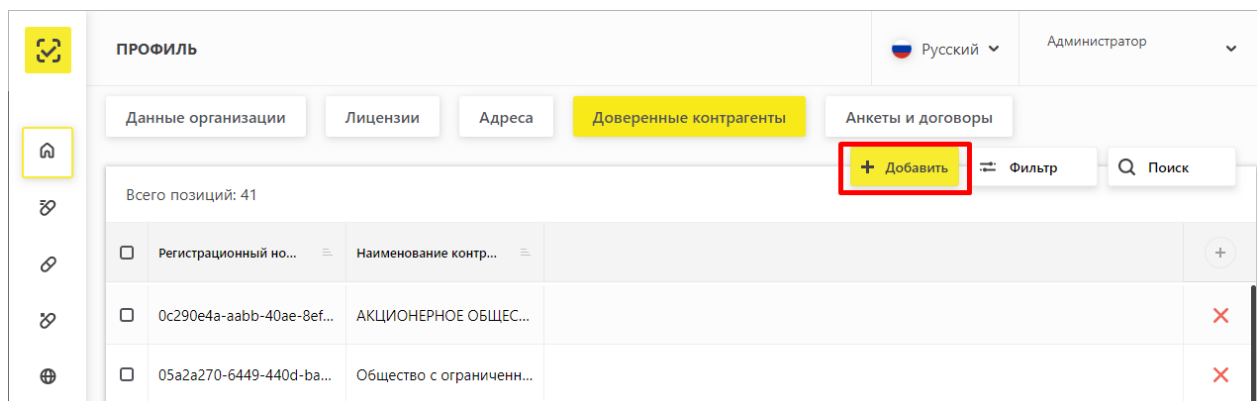 ПРОФИЛЬ
Русский
Администратор
Данные организации
Лицензии
Адреса
Доверенные контрагенты
Анкеты и договоры
+ Добавить
Фильтр
Поиск
Всего позиций: 41
Регистрационный но...
Наименование контр...
0c290e4a-aabb-40ae-8ef...
АКЦИОНЕРНОЕ ОБЩЕС...
05a2a270-6449-440d-ba...
Общество с ограниченн...